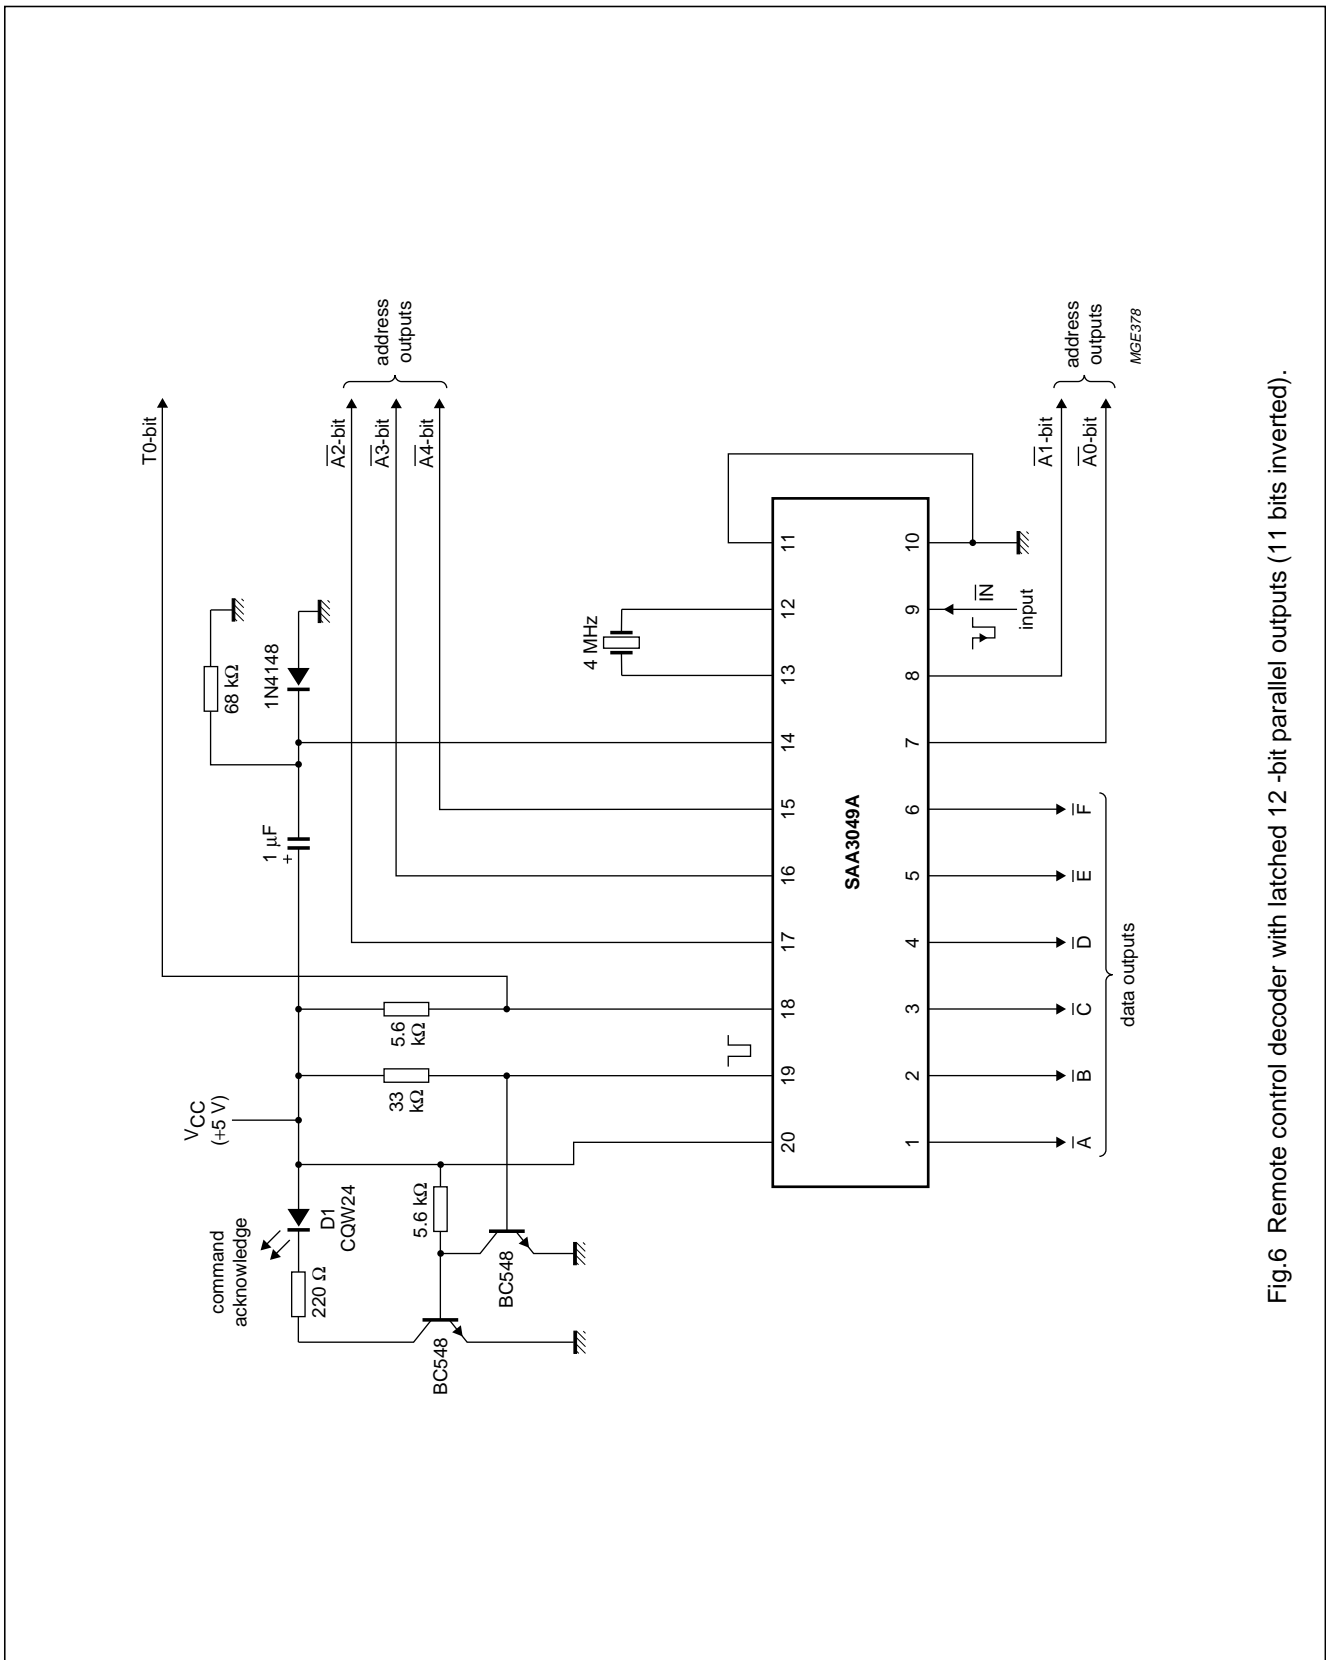 T0-bit
address
outputs
A2-bit
A3-bit
A4-bit
68 kΩ
1N4148
1 μF
+
VCC
(+5 V)
5.6
kΩ
33
kΩ
command
acknowledge
D1
CQW24
220 Ω
5.6 kΩ
BC548
BC548
4 MHz
20
19
18
17
16
15
14
13
12
11
SAA3049A
1
2
3
4
5
6
7
8
9
10
A
B
C
D
E
F
data outputs
IN
input
A1-bit
A0-bit
address
outputs
MGE378
Fig.6 Remote control decoder with latched 12 -bit parallel outputs (11 bits inverted).